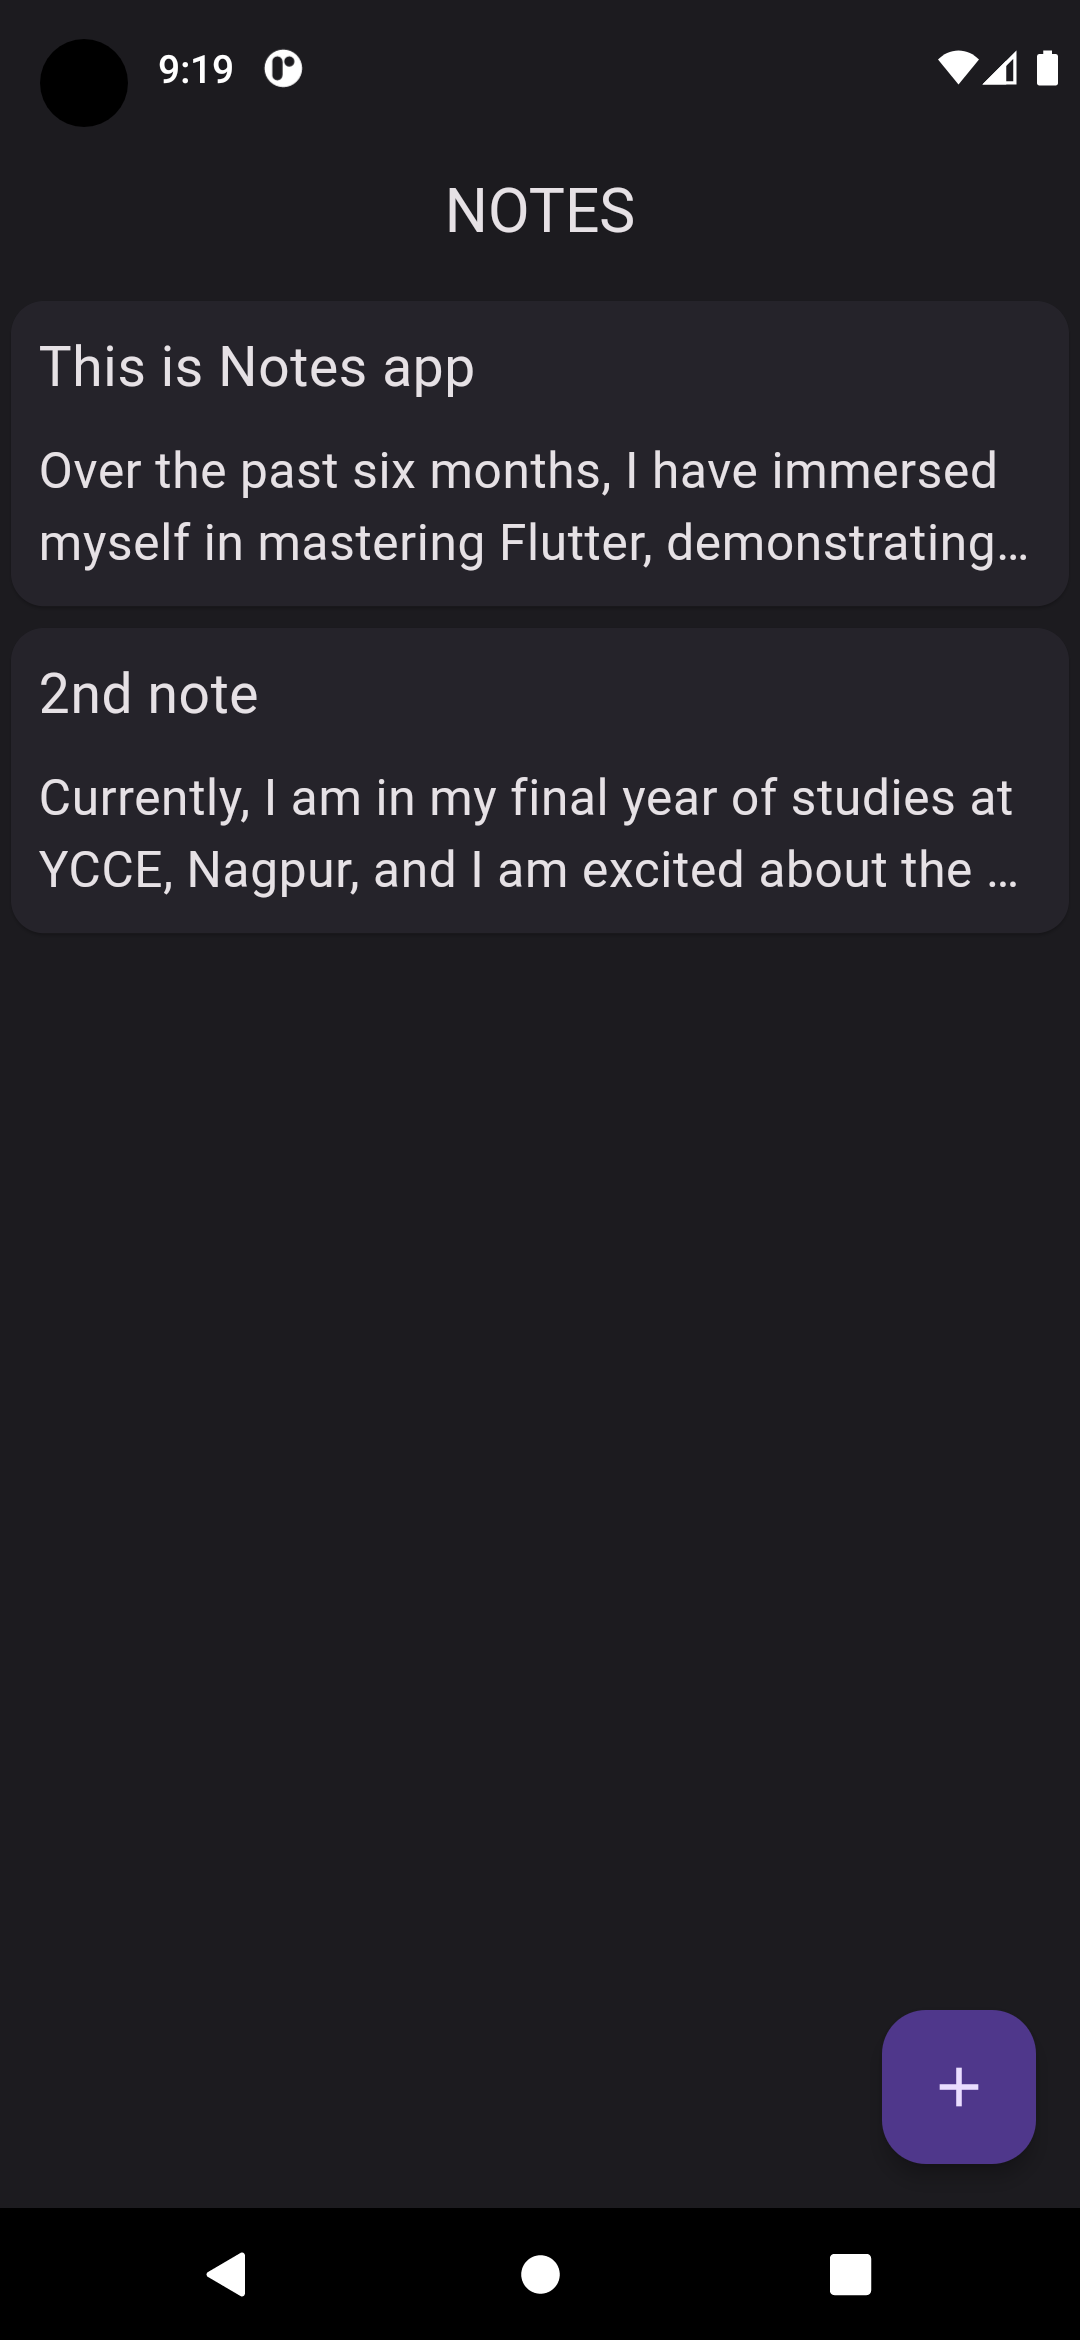 9:19
NOTES
This is Notes app
Over the past six months, I have immersed
myself in mastering Flutter, demonstrating…
2nd note
Currently, I am in my final year of studies at
YCCE, Nagpur, and I am excited about the …